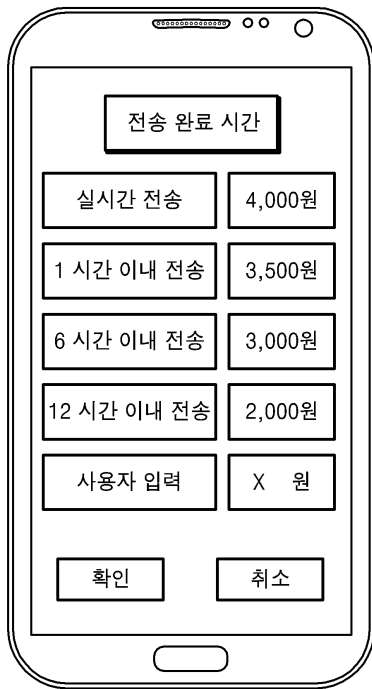 전송 완료 시간
실시간 전송 4,000원
1 시간 이내 전송 3,500원
6 시간 이내 전송 3,000원
12 시간 이내 전송 2,000원
사용자 입력 X 원
확인 취소